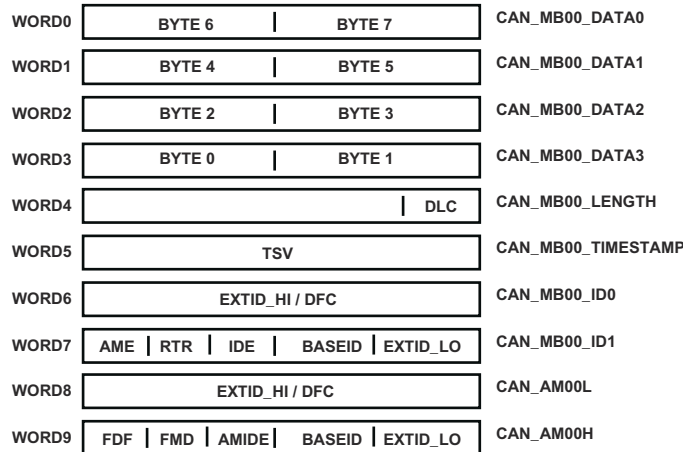 WORD0 BYTE 6 BYTE 7 CAN_MB00_DATA0
WORD1 BYTE 4 BYTE 5 CAN_MB00_DATA1
WORD2 BYTE 2 BYTE 3 CAN_MB00_DATA2
WORD3 BYTE 0 BYTE 1 CAN_MB00_DATA3
WORD4 DLC CAN_MB00_LENGTH
WORD5 TSV CAN_MB00_TIMESTAMP
WORD6 EXTID_HI / DFC CAN_MB00_ID0
WORD7 AME RTR IDE BASEID EXTID_LO CAN_MB00_ID1
WORD8 EXTID_HI / DFC CAN_AM00L
WORD9 FDF FMD AMIDE BASEID EXTID_LO CAN_AM00H